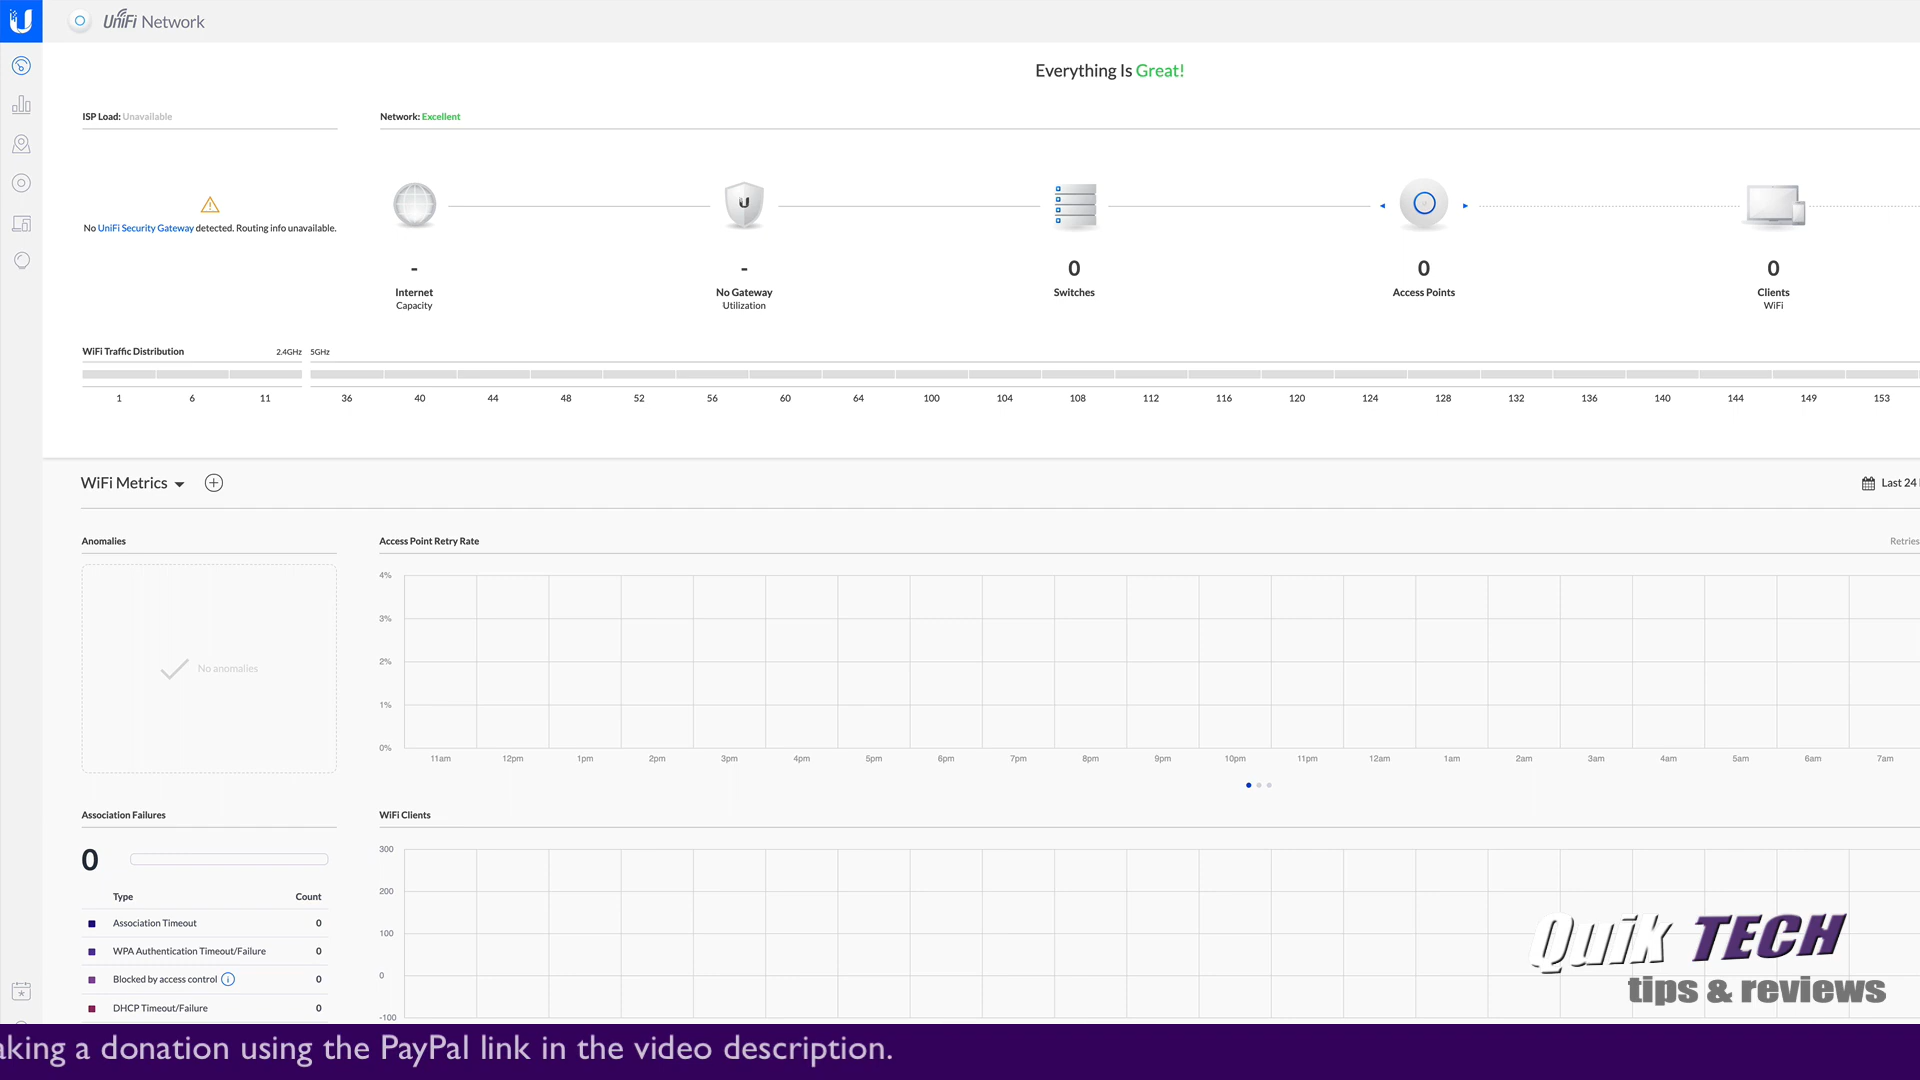 UniFi Network
Everything Is Great!
ISP Load: Unavailable
Network: Excellent
No UniFi Security Gateway detected. Routing info unavailable.
-
Internet
Capacity
-
No Gateway
Utilization
0
Switches
0
Access Points
0
Clients
WiFi
WiFi Traffic Distribution 2.4GHz 5GHz
1 6 11 36 40 44 48 52 56 60 64 100 104 108 112 116 120 124 128 132 136 140 144 149 153
WiFi Metrics
Last 24
Anomalies
No anomalies
Access Point Retry Rate
Retries
4%
3%
2%
1%
0%
11am 12pm 1pm 2pm 3pm 4pm 5pm 6pm 7pm 8pm 9pm 10pm 11pm 12am 1am 2am 3am 4am 5am 6am 7am
Association Failures
0
Type Count
Association Timeout 0
WPA Authentication Timeout/Failure 0
Blocked by access control 0
DHCP Timeout/Failure 0
WiFi Clients
300
200
100
0
-100
Quik TECH
tips & reviews
aking a donation using the PayPal link in the video description.